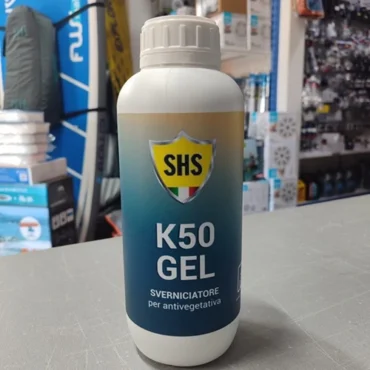 SHS
K50
GEL
SVERNICIATORE
per antivegetativa